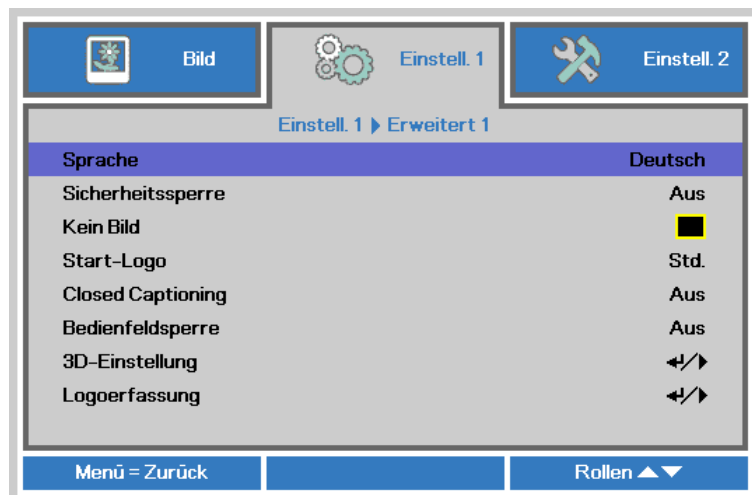 Bild
Einstell. 1
Einstell. 2
Einstell. 1 Erweitert 1
Sprache Deutsch
Sicherheitssperre Aus
Kein Bild
Start-Logo Std.
Closed Captioning Aus
Bedienfeldsperre Aus
3D-Einstellung
Logoerfassung
Menü = Zurück
Rollen